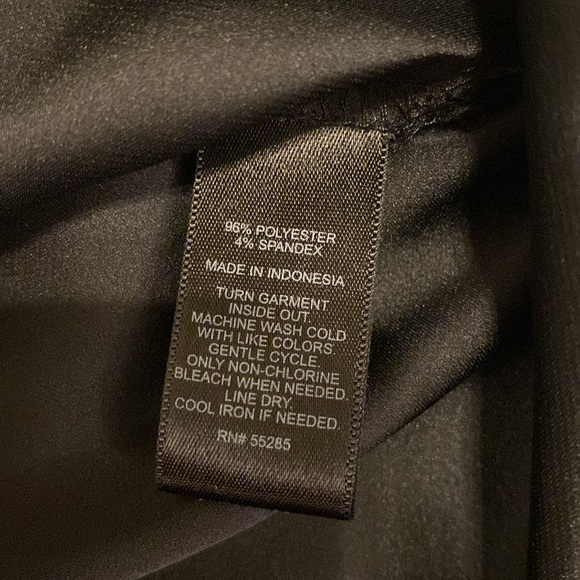 96% POLYESTER
4% SPANDEX
MADE IN INDONESIA
TURN GARMENT
INSIDE OUT.
MACHINE WASH COLD
WITH LIKE COLORS.
GENTLE CYCLE.
ONLY NON-CHLORINE
BLEACH WHEN NEEDED.
LINE DRY.
COOL IRON IF NEEDED.
RN# 55285